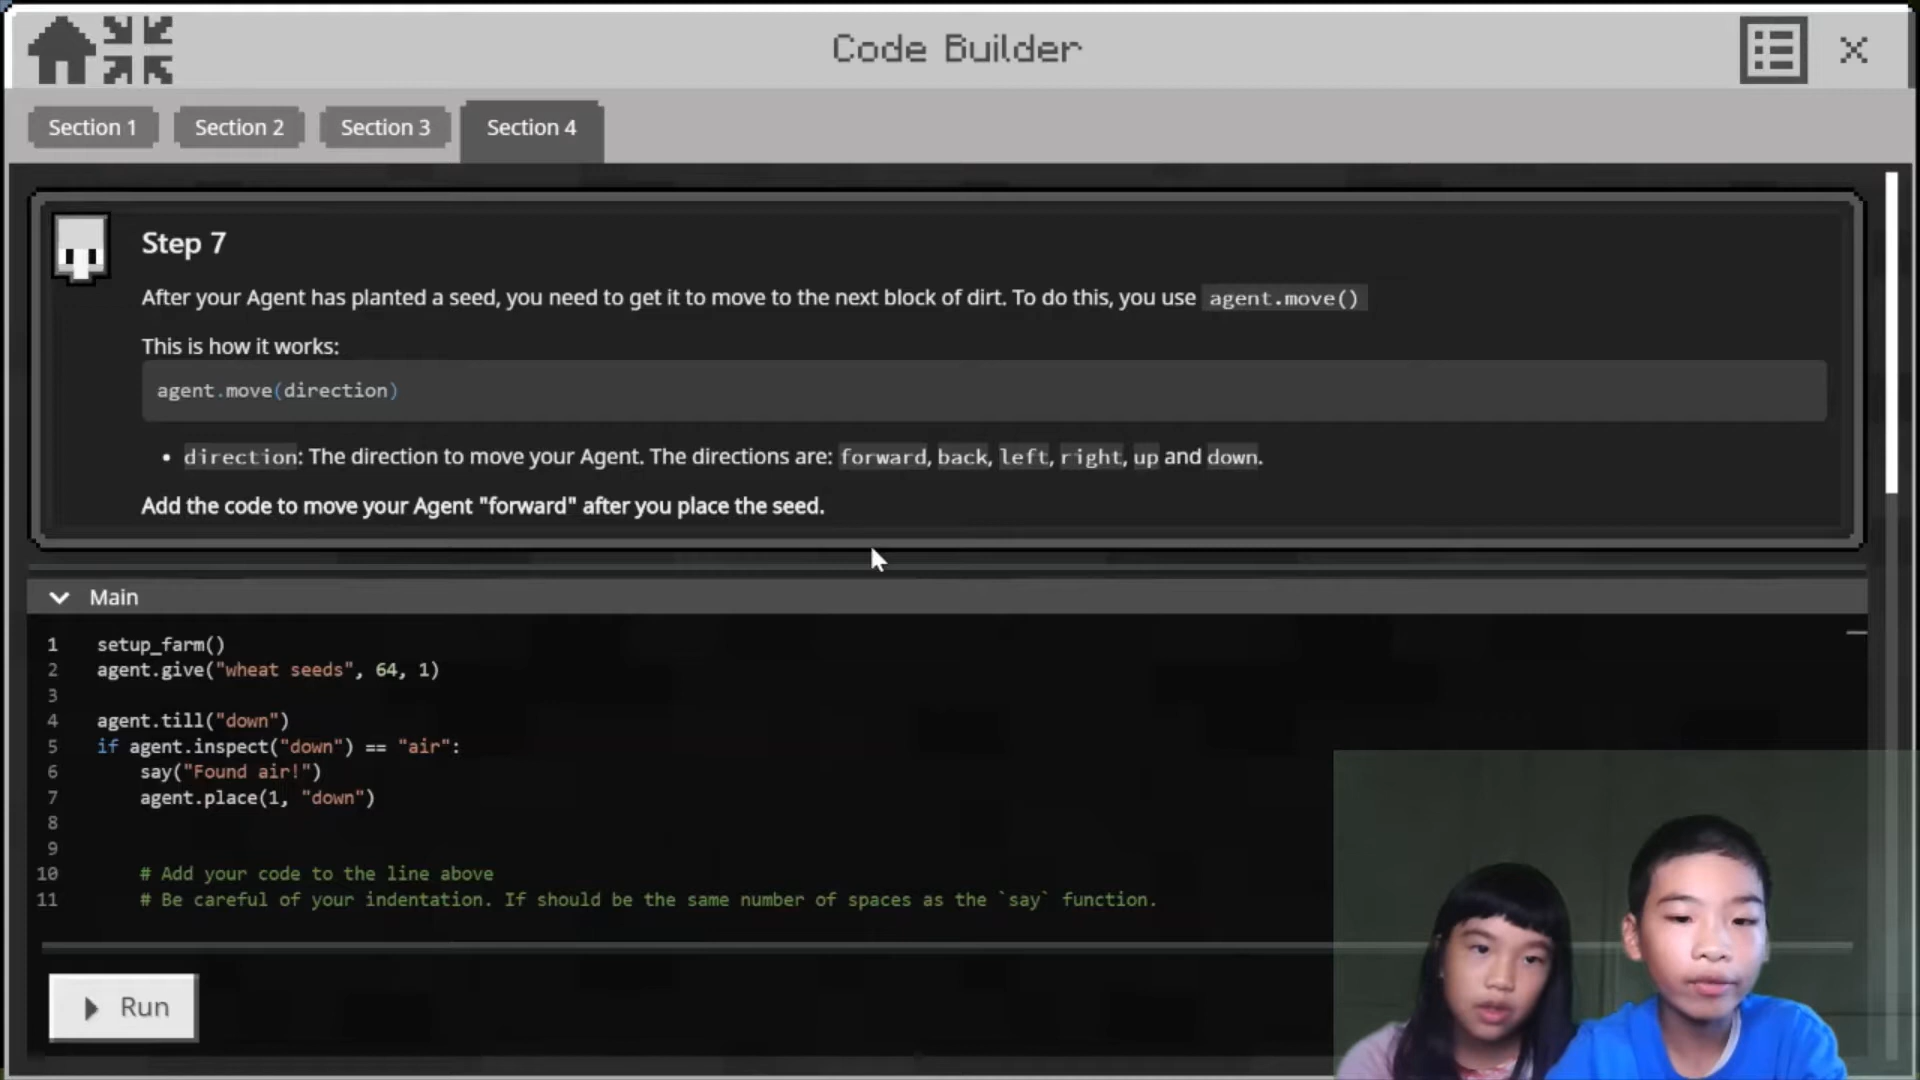 Code Builder
Section 1
Section 2
Section 3
Section 4
Step 7
After your Agent has planted a seed, you need to get it to move to the next block of dirt. To do this, you use agent.move()
This is how it works:
agent.move(direction)
• direction: The direction to move your Agent. The directions are: forward, back, left, right, up and down.
Add the code to move your Agent "forward" after you place the seed.
Main
1 setup_farm()
2 agent.give("wheat seeds", 64, 1)
3
4 agent.till("down")
5 if agent.inspect("down") == "air":
6     say("Found air!")
7     agent.place(1, "down")
8
9
10     # Add your code to the line above
11     # Be careful of your indentation. If should be the same number of spaces as the `say` function.
Run